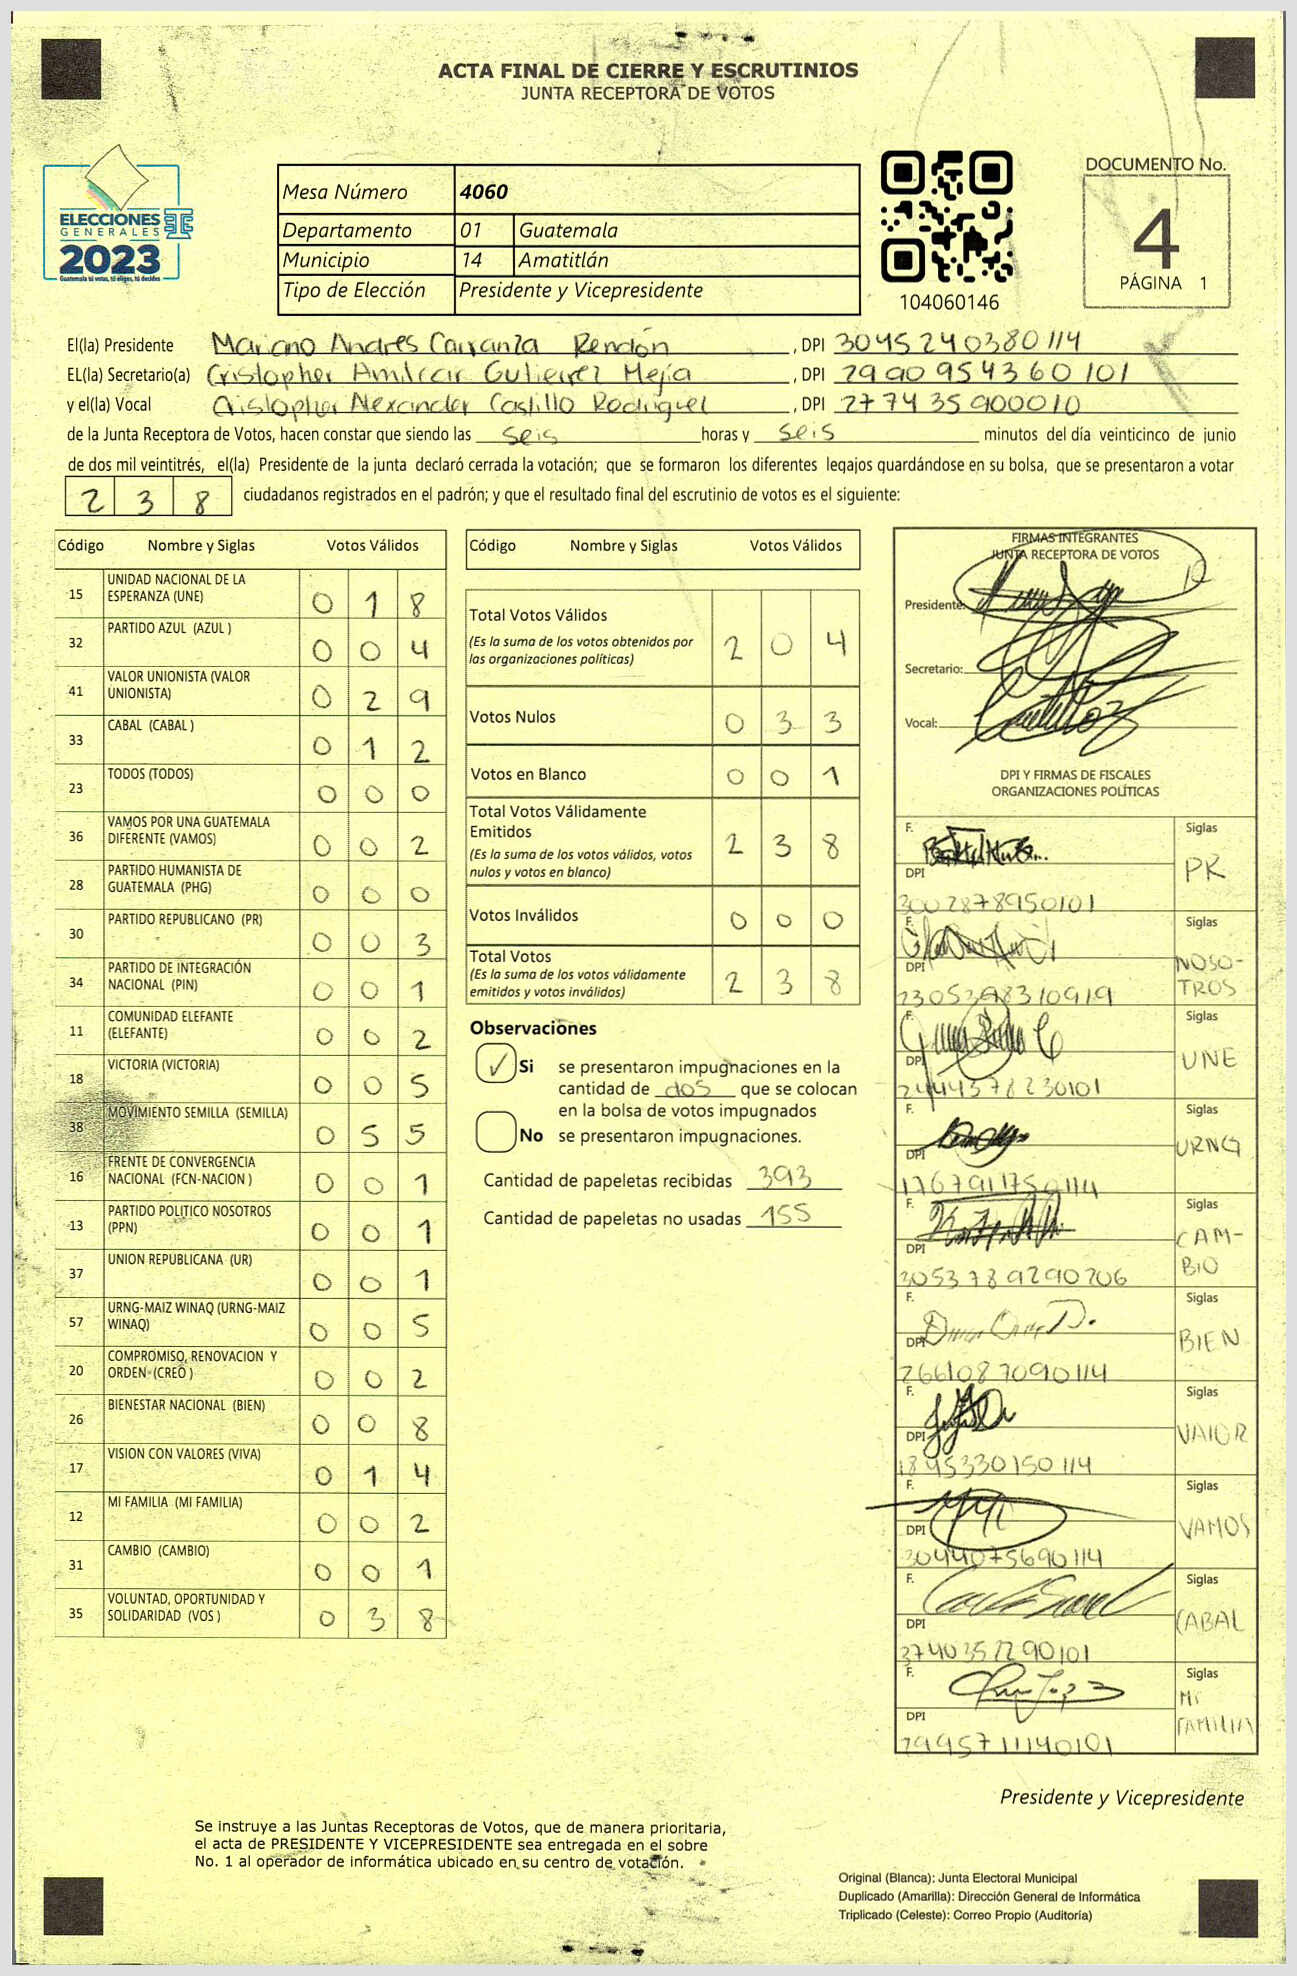 ACTA FINAL DE CIERRE Y ESCRUTINIOS
JUNTA RECEPTORA DE VOTOS
ELECCIONES
GENERALES
2023
Guatemala tú votas, tú eliges, tú decides
Mesa Número 4060
Departamento 01 Guatemala
Municipio 14 Amatitlán
Tipo de Elección Presidente y Vicepresidente
104060146
DOCUMENTO No.
4
PÁGINA 1
El(la) Presidente Mariano Andres Carranza Rendón, DPI 3045240380114
EL(la) Secretario(a) Cristopher Amilcar Gutierrez Mejía, DPI 2990954360101
y el(la) Vocal Cristopher Alexander Castillo Rodriguez, DPI 2774359000010
de la Junta Receptora de Votos, hacen constar que siendo las seis horas y seis minutos del día veinticinco de junio
de dos mil veintitrés, el(la) Presidente de la junta declaró cerrada la votación; que se formaron los diferentes legajos guardándose en su bolsa, que se presentaron a votar
238 ciudadanos registrados en el padrón; y que el resultado final del escrutinio de votos es el siguiente:
Código Nombre y Siglas Votos Válidos
15 UNIDAD NACIONAL DE LA
ESPERANZA (UNE) 0 1 8
32 PARTIDO AZUL (AZUL ) 0 0 4
41 VALOR UNIONISTA (VALOR
UNIONISTA) 0 2 9
33 CABAL (CABAL ) 0 1 2
23 TODOS (TODOS) 0 0 0
36 VAMOS POR UNA GUATEMALA
DIFERENTE (VAMOS) 0 0 2
28 PARTIDO HUMANISTA DE
GUATEMALA (PHG) 0 0 0
30 PARTIDO REPUBLICANO (PR) 0 0 3
34 PARTIDO DE INTEGRACIÓN
NACIONAL (PIN) 0 0 1
11 COMUNIDAD ELEFANTE
(ELEFANTE) 0 0 2
18 VICTORIA (VICTORIA) 0 0 5
38 MOVIMIENTO SEMILLA (SEMILLA) 0 5 5
16 FRENTE DE CONVERGENCIA
NACIONAL (FCN-NACION ) 0 0 1
13 PARTIDO POLITICO NOSOTROS
(PPN) 0 0 1
37 UNION REPUBLICANA (UR) 0 0 1
57 URNG-MAIZ WINAQ (URNG-MAIZ
WINAQ) 0 0 5
20 COMPROMISO, RENOVACION Y
ORDEN (CREO ) 0 0 2
26 BIENESTAR NACIONAL (BIEN) 0 0 8
17 VISION CON VALORES (VIVA) 0 1 4
12 MI FAMILIA (MI FAMILIA) 0 0 2
31 CAMBIO (CAMBIO) 0 0 1
35 VOLUNTAD, OPORTUNIDAD Y
SOLIDARIDAD (VOS ) 0 3 8
Código Nombre y Siglas Votos Válidos
Total Votos Válidos 2 0 4
(Es la suma de los votos obtenidos por
las organizaciones políticas)
Votos Nulos 0 3 3
Votos en Blanco 0 0 1
Total Votos Válidamente
Emitidos 2 3 8
(Es la suma de los votos válidos, votos
nulos y votos en blanco)
Votos Inválidos 0 0 0
Total Votos 2 3 8
(Es la suma de los votos válidamente
emitidos y votos inválidos)
Observaciones
✓ Si se presentaron impugnaciones en la
cantidad de dos que se colocan
en la bolsa de votos impugnados
No se presentaron impugnaciones.
Cantidad de papeletas recibidas 393
Cantidad de papeletas no usadas 155
FIRMAS INTEGRANTES
JUNTA RECEPTORA DE VOTOS
Presidente:
Secretario:
Vocal:
DPI Y FIRMAS DE FISCALES
ORGANIZACIONES POLÍTICAS
F. Siglas
PR
DPI
3002878950101
F. Siglas
NOSO-
TROS
DPI
2305398310919
F. Siglas
UNE
DPI
2444578230101
F. Siglas
URNG
DPI
1767911750114
F. Siglas
CAM-
BIO
DPI
3053789290206
F. Siglas
BIEN
DPI
2661087090114
F. Siglas
VALOR
DPI
1895330150114
F. Siglas
VAMOS
DPI
3044075690114
F. Siglas
CABAL
DPI
3740352290101
F. Siglas
MI
FAMILIA
DPI
2995711140101
Presidente y Vicepresidente
Se instruye a las Juntas Receptoras de Votos, que de manera prioritaria,
el acta de PRESIDENTE Y VICEPRESIDENTE sea entregada en el sobre
No. 1 al operador de informática ubicado en su centro de votación.
Original (Blanca): Junta Electoral Municipal
Duplicado (Amarilla): Dirección General de Informática
Triplicado (Celeste): Correo Propio (Auditoría)